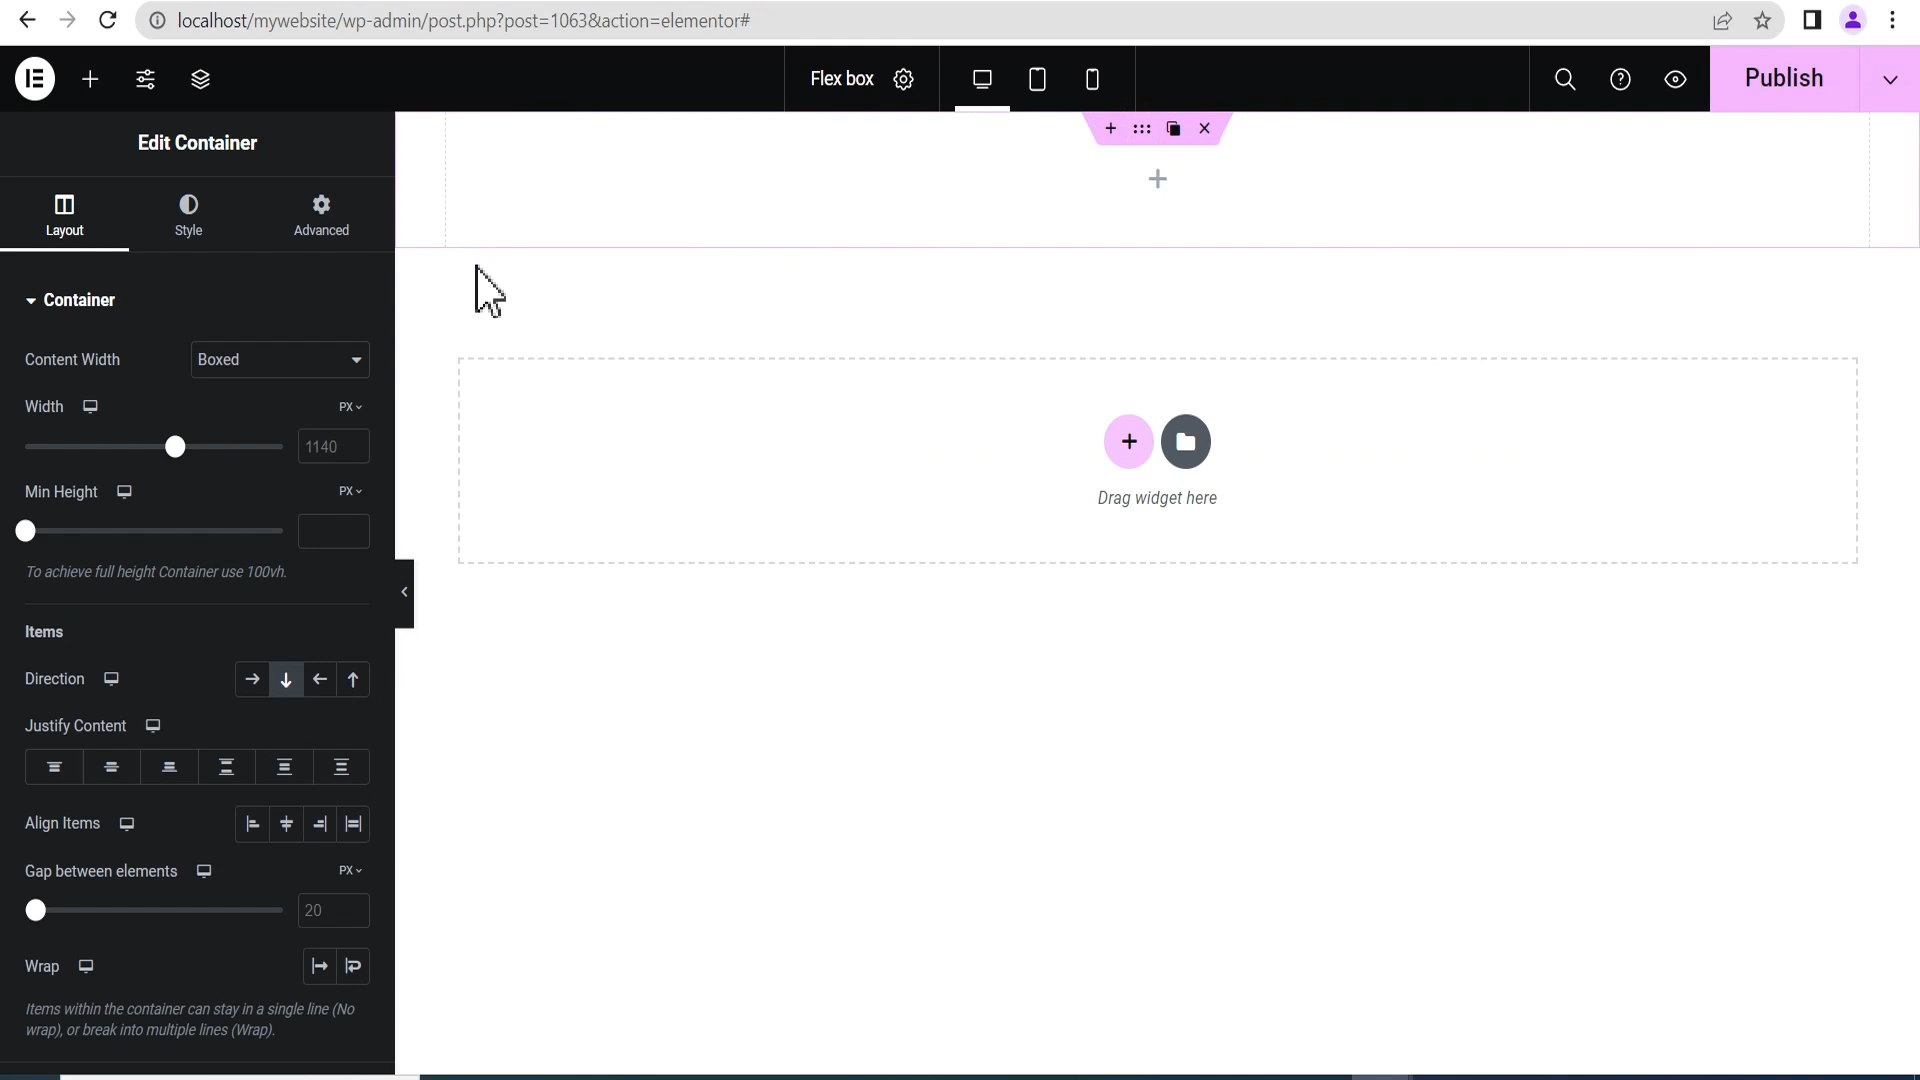 localhost/mywebsite/wp-admin/post.php?post=1063&action=elementor#
Flex box
Publish
Edit Container
Layout
Style
Advanced
Container
Content Width
Boxed
Width
PX
1140
Min Height
PX
To achieve full height Container use 100vh.
Items
Direction
Justify Content
Align Items
Gap between elements
PX
20
Wrap
Items within the container can stay in a single line (No
wrap), or break into multiple lines (Wrap).
Drag widget here